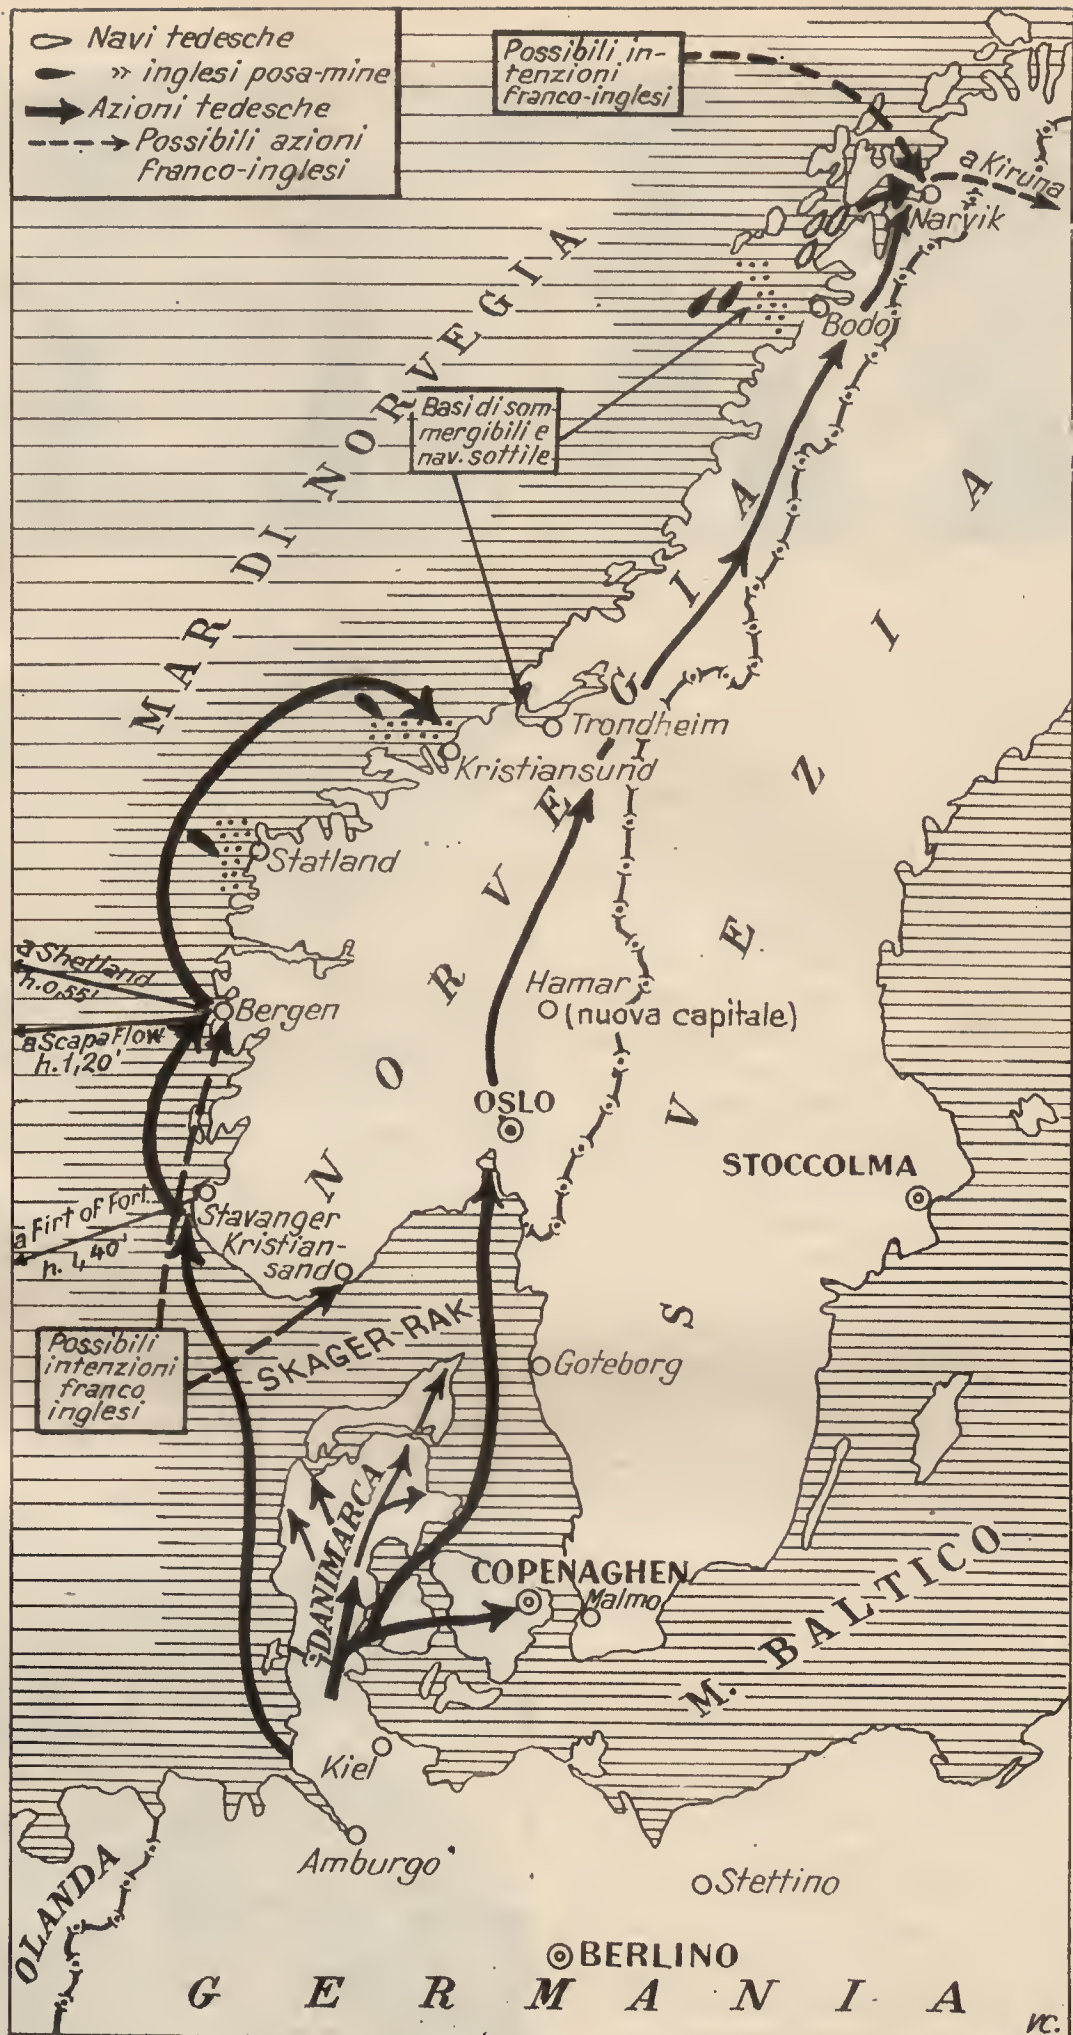 Navi tedesche
» inglesi posa-mine
Azioni tedesche
Possibili azioni
franco-inglesi
Possibili in-
tenzioni
franco-inglesi
a Kiruna
Narvik
Bodo
MAR DI NORVEGIA
Basi di som-
mergibili e
nav. sottile
Trondheim
Kristiansund
Statland
a Shetland
h. 0,55'
Bergen
a Scapa Flow
h. 1,20'
Hamar
(nuova capitale)
NORVEGIA
SVEZIA
OSLO
STOCCOLMA
a Firt of Fort.
h. 1,40'
Stavanger
Kristian-
sand
Possibili
intenzioni
franco
inglesi
SKAGER-RAK
Goteborg
DANIMARCA
COPENAGHEN
Malmo
M. BALTICO
Kiel
Amburgo
OLANDA
Stettino
BERLINO
GERMANIA
VC.